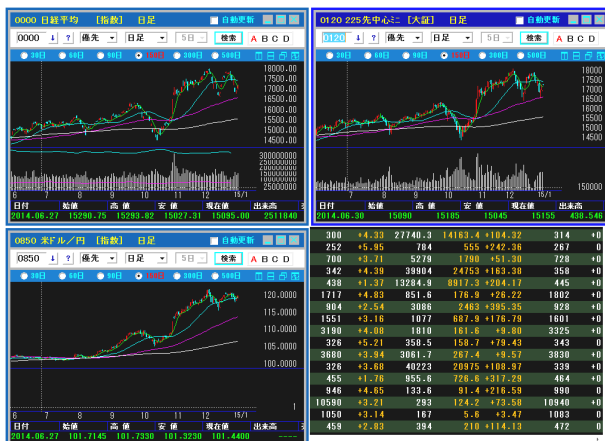 0000 日経平均 [指数] 日足 自動更新
0000 ↓ ? 優先 日足 5日 検索 A B C D
30日 60日 90日 200日 500日
18000.00
17500.00
17000.00
16500.00
16000.00
15500.00
15000.00
14500.00
300000000
25000000
6 7 8 9 10 11 12 15/1
日付 始値 高値 安値 現在値 出来高
2014.06.27 15290.75 15293.82 15027.31 15095.00 2511840
0120 225先中心ミニ [大証] 日足 自動更新
0120 ↓ ? 優先 日足 5日 検索 A B C D
30日 60日 90日 200日 500日
18000
17500
17000
16500
16000
15500
15000
14500
150000
6 7 8 9 10 11 12 15/1
日付 始値 高値 安値 現在値 出来高
2014.06.30 15090 15185 15045 15155 438,546
0850 米ドル/円 [指数] 日足 自動更新
0850 ↓ ? 優先 日足 5日 検索 A B C D
30日 60日 90日 200日 500日
120.0000
115.0000
110.0000
105.0000
100.0000
1
6 7 8 9 10 11 12 15/1
日付 始値 高値 安値 現在値 出来高
2014.06.27 101.7145 101.7330 101.3230 101.4400 ----
300 +4.33 27740.3 14163.4 +104.32 314 +0
252 +5.95 784 555 +242.36 267 0
700 +3.71 5279 1790 +51.30 728 +0
342 +4.39 39904 24753 +163.38 358 +0
438 +1.37 13284.9 8917.3 +204.17 445 +0
1717 +4.83 851.6 176.9 +26.22 1802 +0
904 +2.54 3086 2463 +395.35 928 +0
1551 +3.16 1077 687.9 +176.79 1601 +0
3190 +4.08 1810 161.6 +9.80 3325 +0
326 +5.21 358.5 158.7 +79.43 343 0
3680 +3.94 3061.7 267.4 +9.57 3830 +0
326 +3.68 40223 20975 +108.97 339 +0
455 +1.76 955.6 726.6 +317.29 464 +0
946 +4.65 133.6 91.4 +216.59 990 0
10590 +3.21 293 124.2 +73.58 10940 +0
1050 +3.14 167 5.6 +3.47 1083 0
459 +2.83 394 210 +114.13 472 0